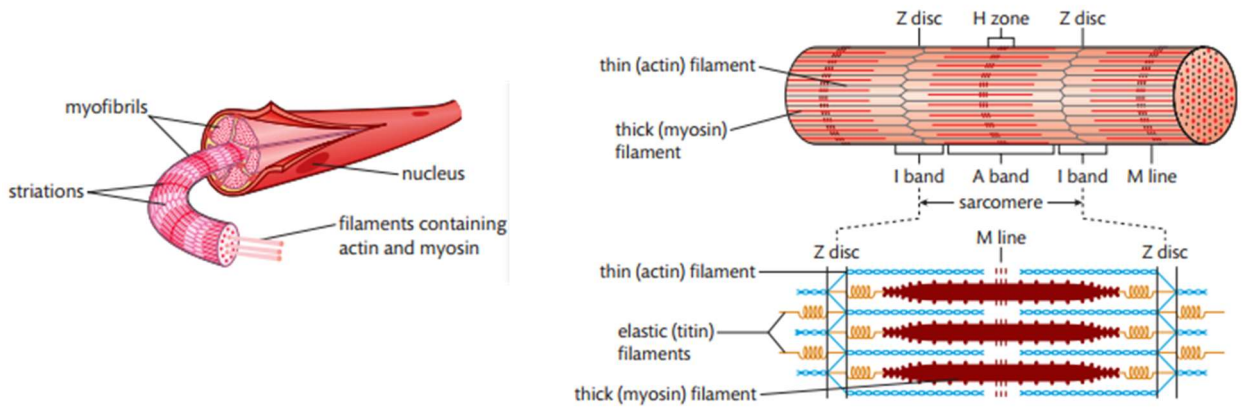 myofibrils
striations
nucleus
filaments containing
actin and myosin
Z disc
H zone
Z disc
thin (actin) filament
thick (myosin)
filament
I band
A band
I band
M line
sarcomere
M line
Z disc
Z disc
thin (actin) filament
elastic (titin)
filaments
thick (myosin) filament